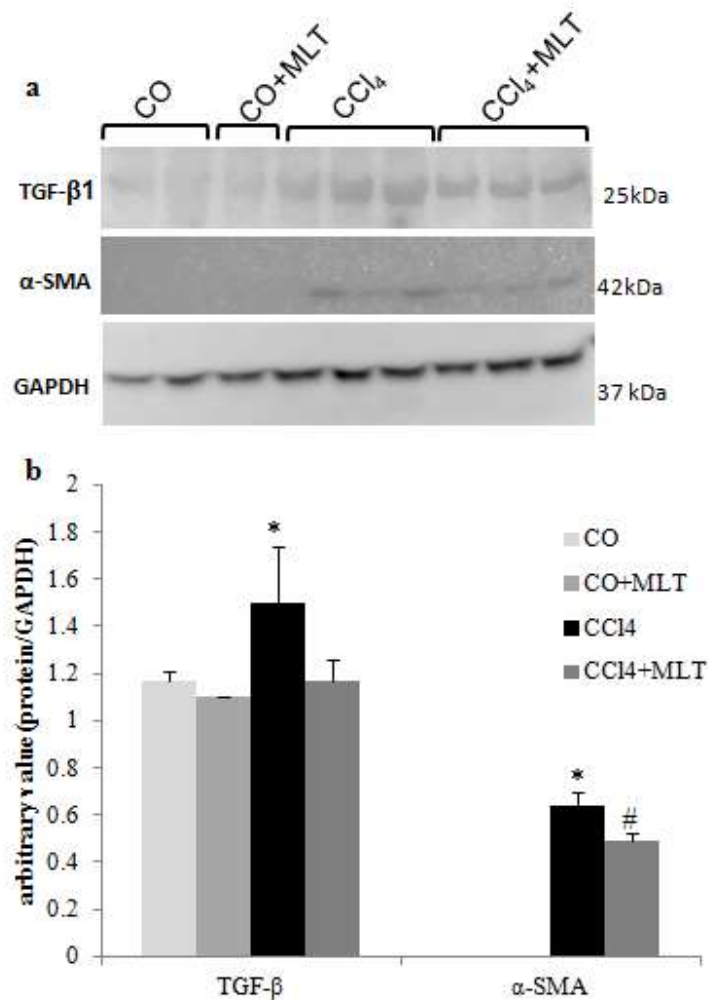 CO CO+MLT CCl₄ CCl₄+MLT
a
TGF-β1 25kDa
α-SMA 42kDa
GAPDH 37 kDa
b
arbitrary value (protein/GAPDH)
2
1.8
1.6
1.4
1.2
1
0.8
0.6
0.4
0.2
0
*
*
#
CO
CO+MLT
CCl4
CCl4+MLT
TGF-β α-SMA